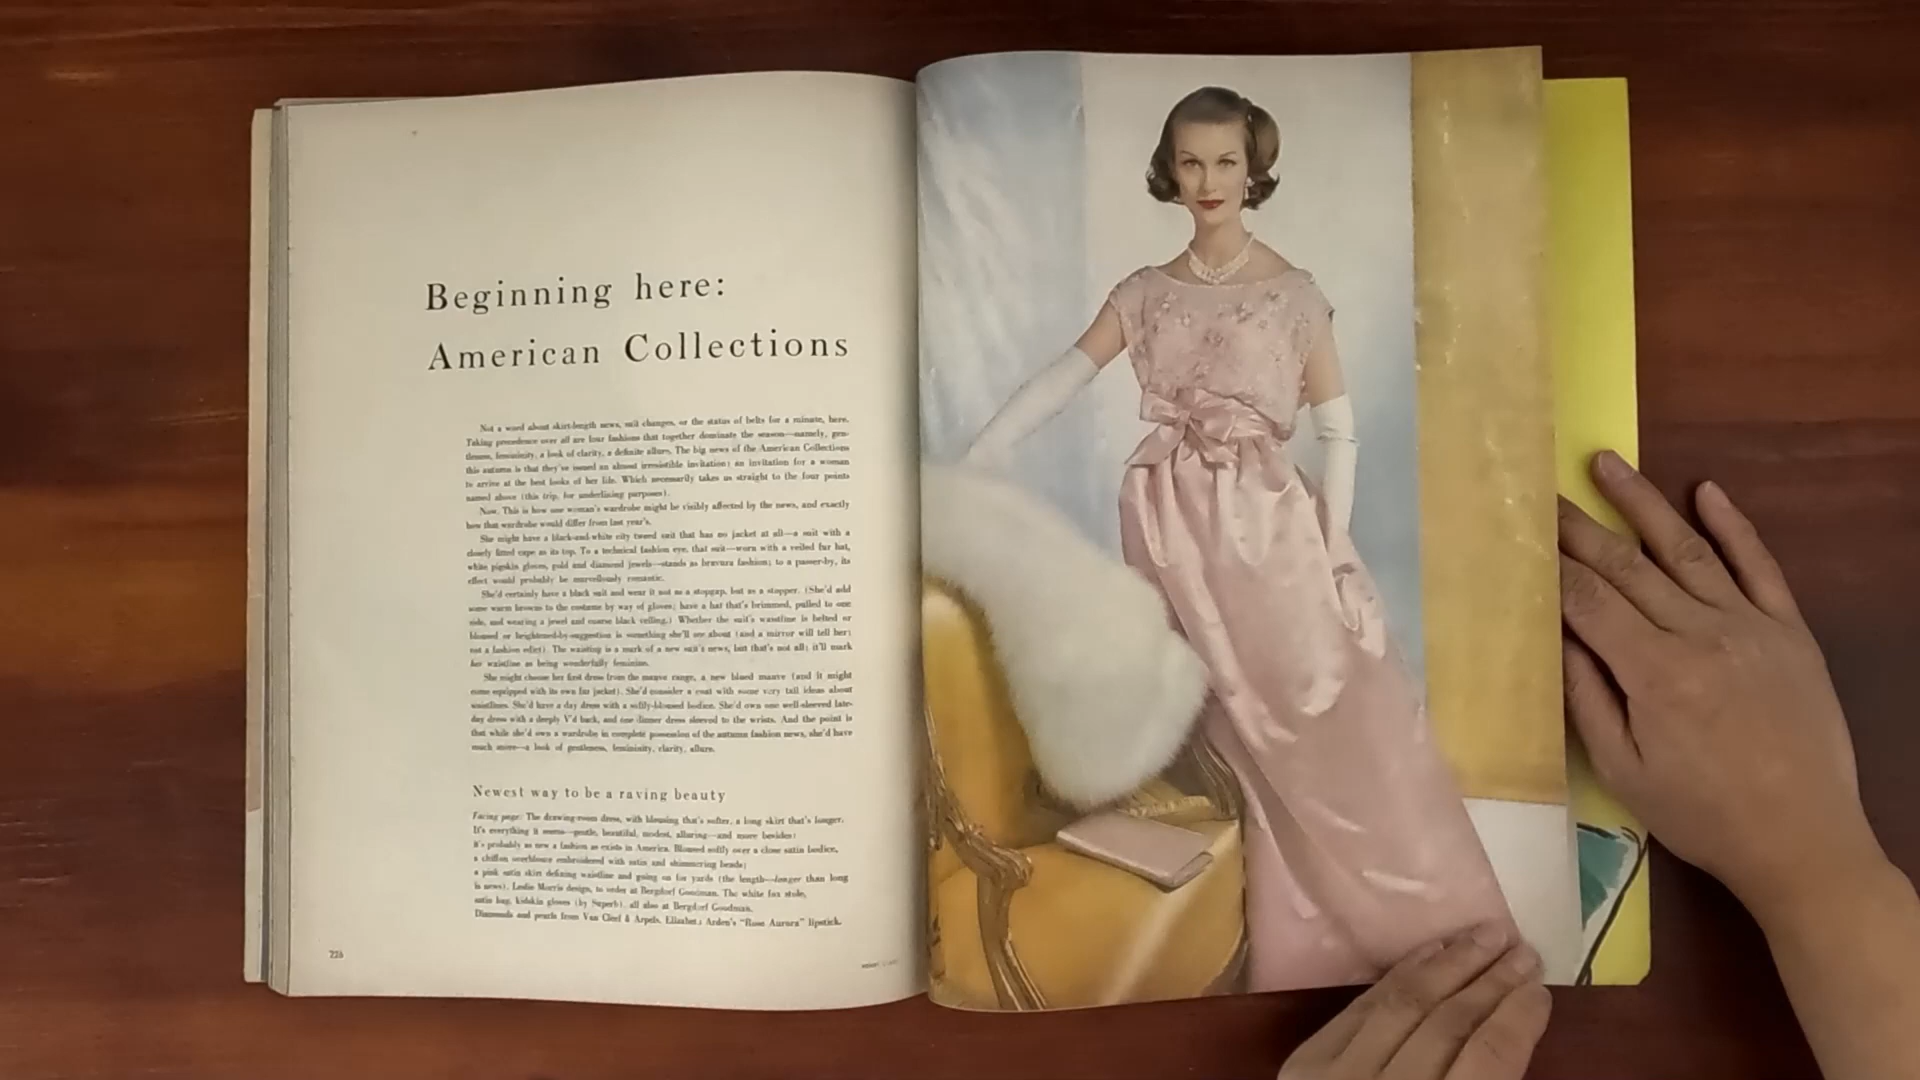 Beginning here:
American Collections
Not a word about skirt-length news, suit changes, or the status of belts for a minute, here.
Taking precedence over all are four fashions that together dominate the season—namely, gen-
tleness, femininity, a look of clarity, a definite allure. The big news of the American Collections
this autumn is that they've issued an almost irresistible invitation: an invitation for a woman
to arrive at the best looks of her life. Which necessarily takes us straight to the four points
named above (this trip, for underlining purposes).
Now. This is how one woman's wardrobe might be visibly affected by the news, and exactly
how that wardrobe would differ from last year's.
She might have a black-and-white city tweed suit that has no jacket at all—a suit with a
closely fitted cape as its top. To a technical fashion eye, that suit—worn with a veiled fur hat,
white pigskin gloves, gold and diamond jewels—stands as bravura fashion; to a passer-by, its
effect would probably be marvellously romantic.
She'd certainly have a black suit and wear it not as a stopgap, but as a stopper. (She'd add
some warm browns to the costume by way of gloves; have a hat that's brimmed, pulled to one
side, and wearing a jewel and coarse black veiling.) Whether the suit's waistline is belted or
bloused or heightened-by-suggestion is something she'll see about (and a mirror will tell her;
not a fashion edict). The waisting is a mark of a new suit's news, but that's not all; it'll mark
her waistline as being wonderfully feminine.
She might choose her first dress from the mauve range, a new blued mauve (and it might
come equipped with its own fur jacket). She'd consider a coat with some very tall ideas about
waistlines. She'd have a day dress with a softly-bloused bodice. She'd own one well-sleeved late-
day dress with a deeply V'd back, and one dinner dress sleeved to the wrists. And the point is
that while she'd own a wardrobe in complete possession of the autumn fashion news, she'd have
much more—a look of gentleness, femininity, clarity, allure.
Newest way to be a raving beauty
Facing page: The drawing-room dress, with blousing that's softer, a long skirt that's longer.
It's everything it seems—gentle, beautiful, modest, alluring—and more besides:
it's probably as new a fashion as exists in America. Bloused softly over a close satin bodice,
a chiffon overblouse embroidered with satin and shimmering beads;
a pink satin skirt defining waistline and going on for yards (the length—longer than long
is news). Leslie Morris design, to order at Bergdorf Goodman. The white fox stole,
satin bag, kidskin gloves (by Superb), all also at Bergdorf Goodman.
Diamonds and pearls from Van Cleef & Arpels. Elizabeth Arden's "Rose Aurora" lipstick.
226